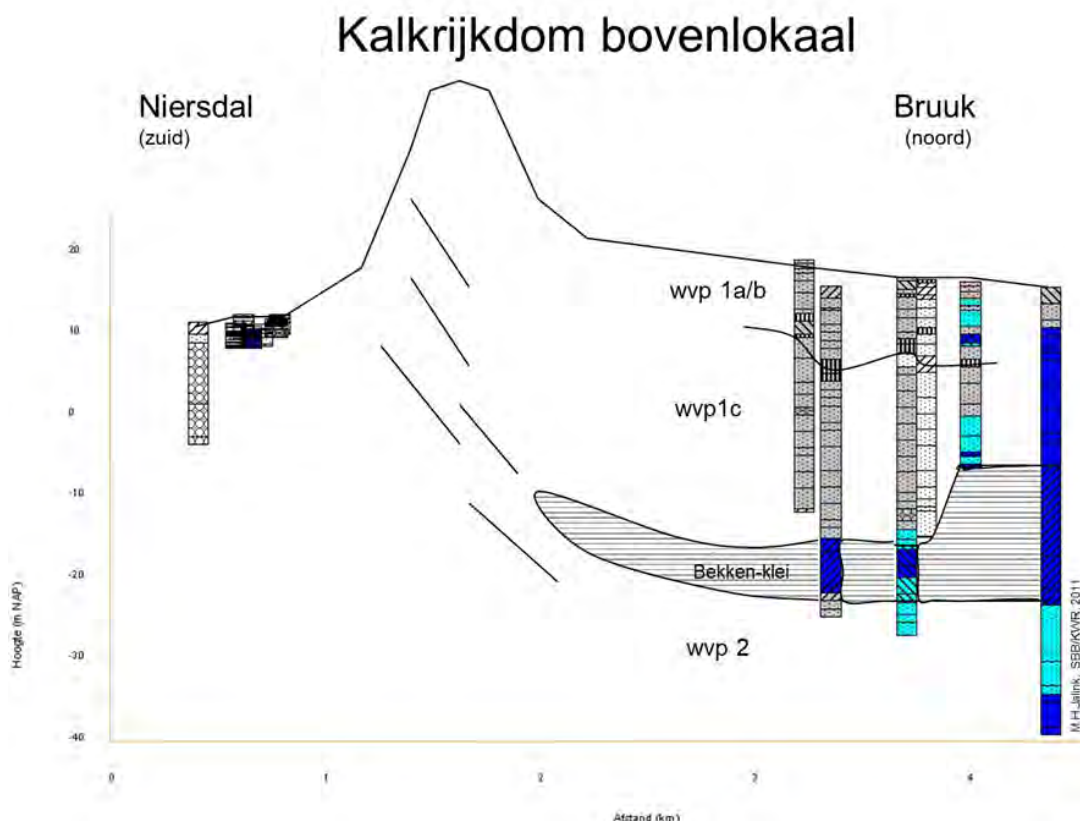 Kalkrijkdom bovenlokaal
Niersdal
(zuid)
Bruuk
(noord)
20
10
0
-10
-20
-30
-40
wvp 1a/b
wvp1c
Bekken-klei
wvp 2
Hoogte (m NAP)
M.H.Jalink, SBB/KWR, 2011
0
1
2
3
4
Afstand (km)